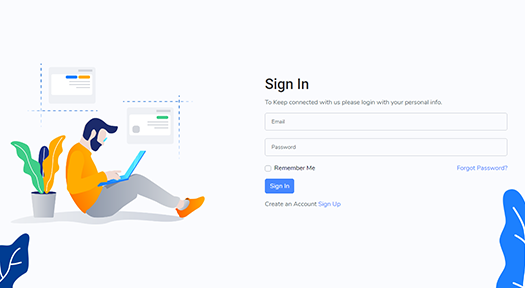 Sign In
To Keep connected with us please login with your personal info.
Email
Password
Remember Me Forgot Password?
Sign In
Create an Account Sign Up